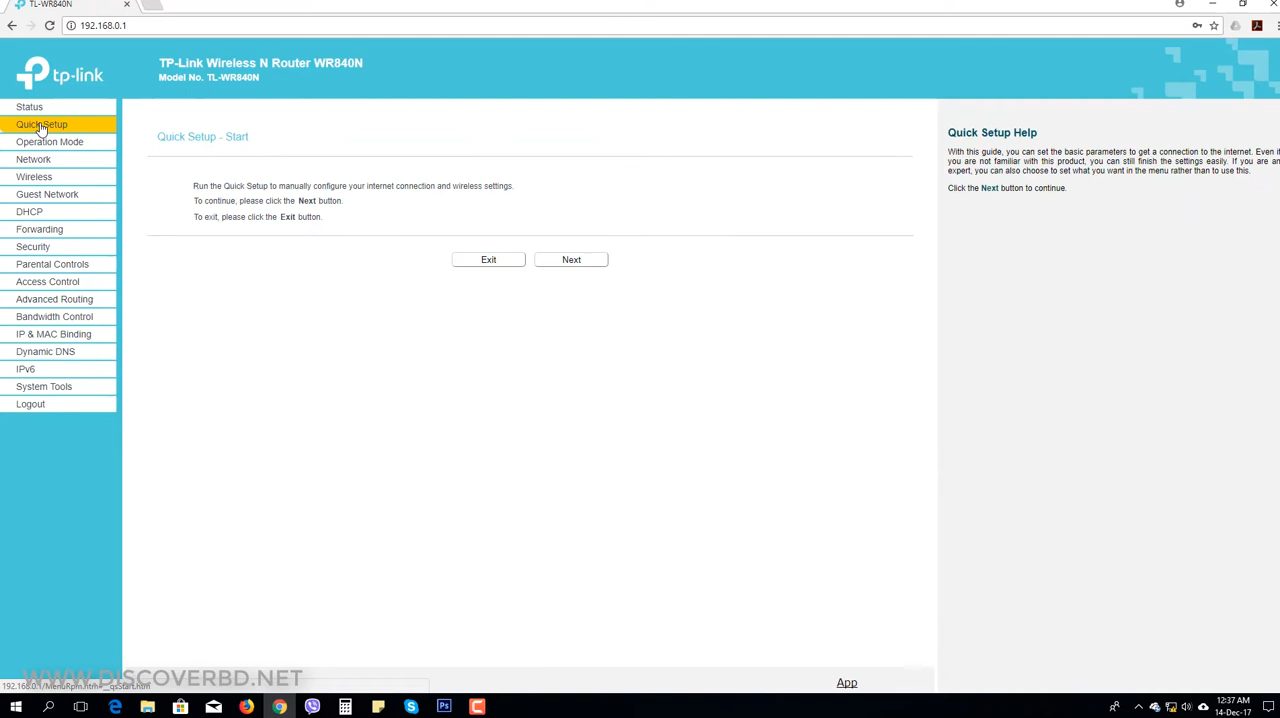 TL-WR840N
192.168.0.1
tp-link
TP-Link Wireless N Router WR840N
Model No. TL-WR840N
Status
Quick Setup
Operation Mode
Network
Wireless
Guest Network
DHCP
Forwarding
Security
Parental Controls
Access Control
Advanced Routing
Bandwidth Control
IP & MAC Binding
Dynamic DNS
IPv6
System Tools
Logout
Quick Setup - Start
Run the Quick Setup to manually configure your internet connection and wireless settings.
To continue, please click the Next button.
To exit, please click the Exit button.
Exit
Next
Quick Setup Help
With this guide, you can set the basic parameters to get a connection to the internet. Even if
you are not familiar with this product, you can still finish the settings easily. If you are an
expert, you can also choose to set what you want in the menu rather than to use this.
Click the Next button to continue.
App
WWW.DISCOVERBD.NET
12:37 AM
14-Dec-17